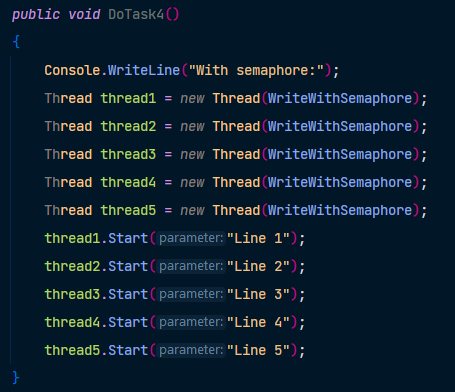 public void DoTask4()
{
Console.WriteLine("With semaphore:");
Thread thread1 = new Thread(WriteWithSemaphore);
Thread thread2 = new Thread(WriteWithSemaphore);
Thread thread3 = new Thread(WriteWithSemaphore);
Thread thread4 = new Thread(WriteWithSemaphore);
Thread thread5 = new Thread(WriteWithSemaphore);
thread1.Start(parameter: "Line 1");
thread2.Start(parameter: "Line 2");
thread3.Start(parameter: "Line 3");
thread4.Start(parameter: "Line 4");
thread5.Start(parameter: "Line 5");
}